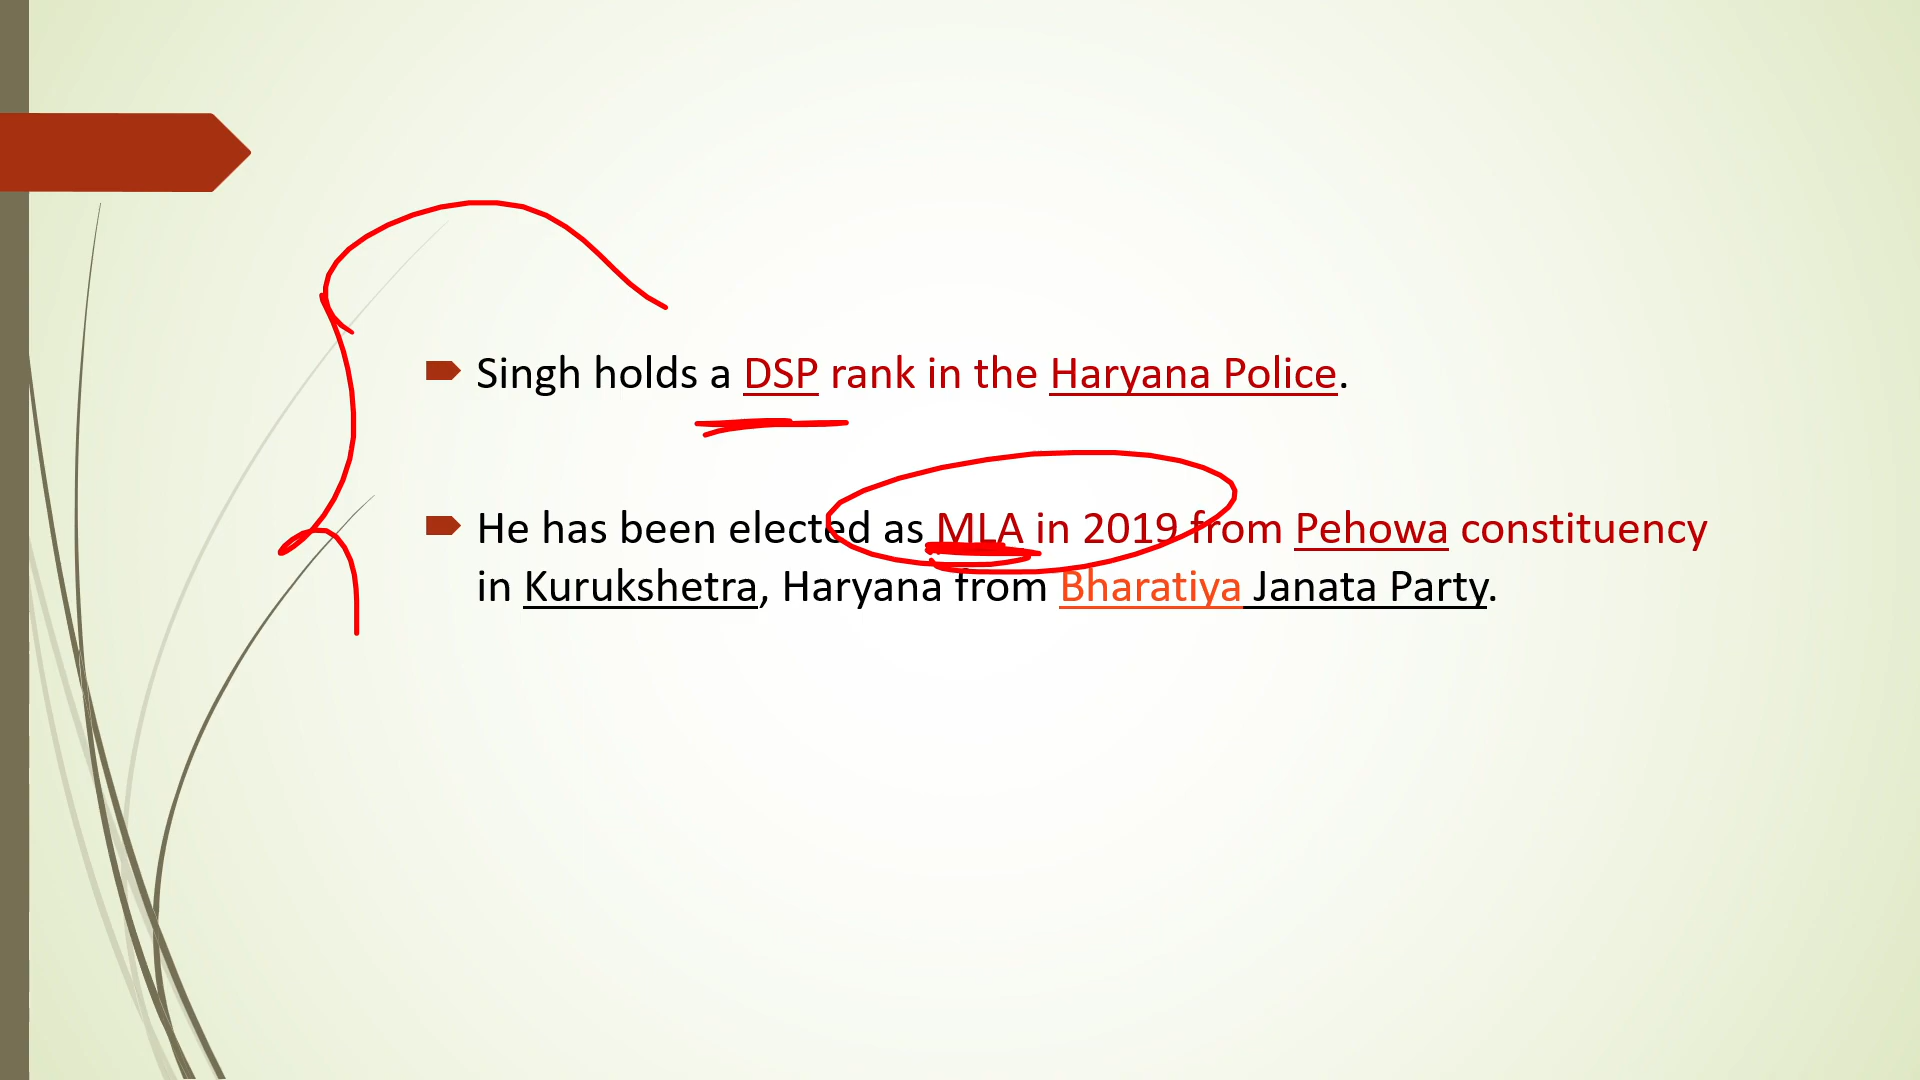 Singh holds a DSP rank in the Haryana Police.
He has been elected as MLA in 2019 from Pehowa constituency
in Kurukshetra, Haryana from Bharatiya Janata Party.